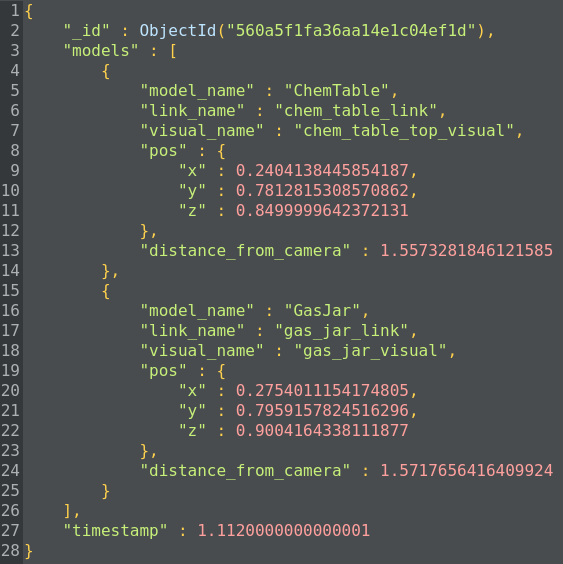 1 {
2     "_id" : ObjectId("560a5f1fa36aa14e1c04ef1d"),
3     "models" : [
4         {
5             "model_name" : "ChemTable",
6             "link_name" : "chem_table_link",
7             "visual_name" : "chem_table_top_visual",
8             "pos" : {
9                 "x" : 0.2404138445854187,
10                 "y" : 0.7812815308570862,
11                 "z" : 0.8499999642372131
12             },
13             "distance_from_camera" : 1.5573281846121585
14         },
15         {
16             "model_name" : "GasJar",
17             "link_name" : "gas_jar_link",
18             "visual_name" : "gas_jar_visual",
19             "pos" : {
20                 "x" : 0.2754011154174805,
21                 "y" : 0.7959157824516296,
22                 "z" : 0.9004164338111877
23             },
24             "distance_from_camera" : 1.5717656416409924
25         }
26     ],
27     "timestamp" : 1.1120000000000001
28 }